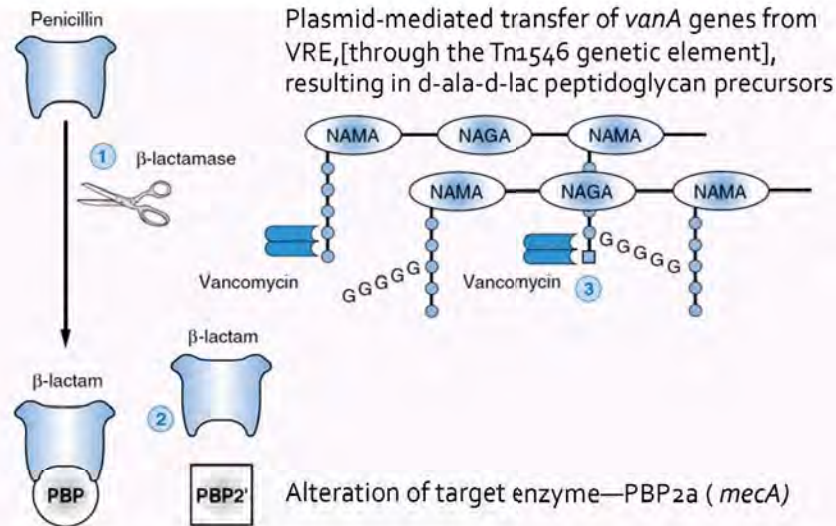 Penicillin
Plasmid-mediated transfer of vanA genes from
VRE,[through the Tn1546 genetic element],
resulting in d-ala-d-lac peptidoglycan precursors
1 β-lactamase
NAMA NAGA NAMA
NAMA NAGA NAMA
Vancomycin
GGGGG
Vancomycin
3
GGGGG
β-lactam
β-lactam
2
PBP
PBP2'
Alteration of target enzyme—PBP2a ( mecA)